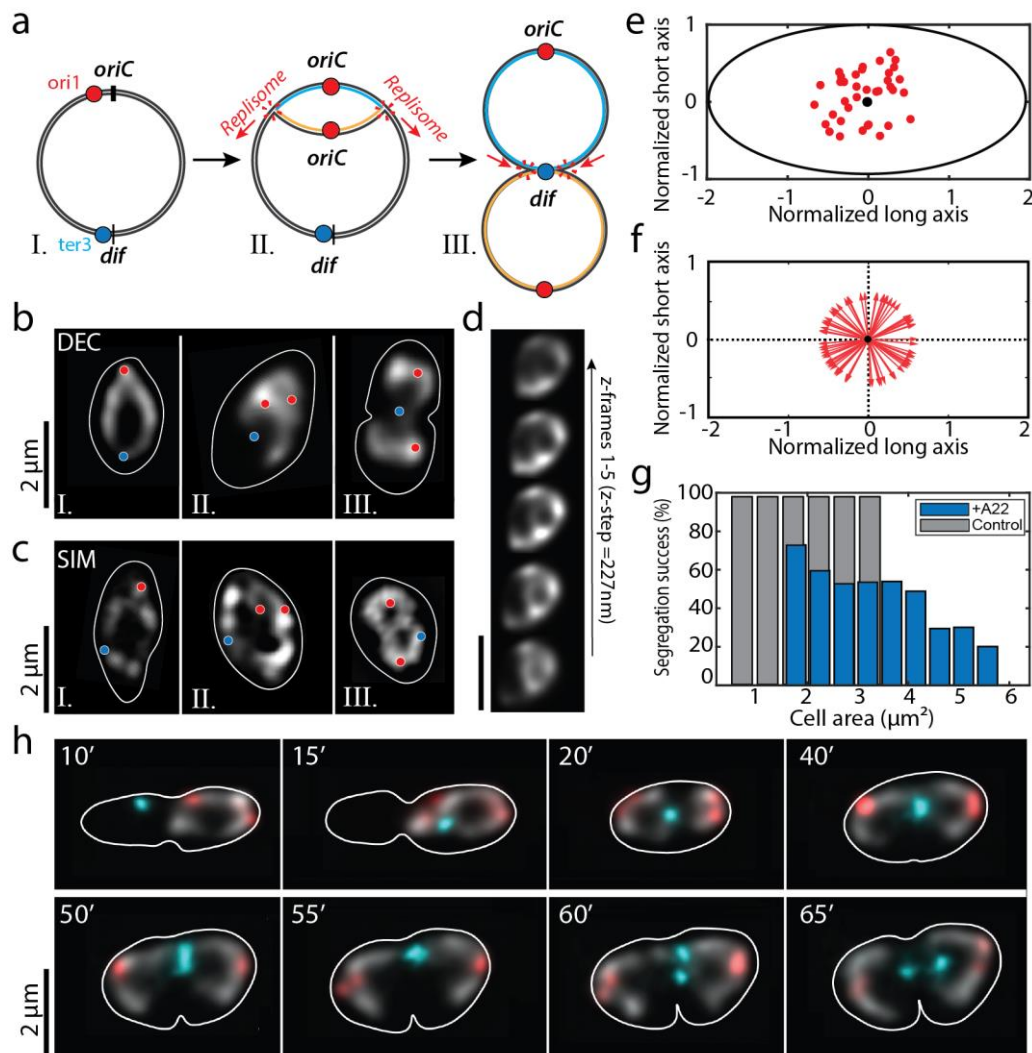 a
ori1
oriC
I.
ter3
dif
Replisome
Replisome
oriC
oriC
II.
dif
oriC
dif
III.
b
DEC
2 μm
I.
II.
III.
c
SIM
2 μm
I.
II.
III.
d
z-frames 1-5 (z-step =227nm)
e
Normalized short axis
1
0
-1
-2
-1
0
1
2
Normalized long axis
f
Normalized short axis
1
0
-1
-2
-1
0
1
2
Normalized long axis
g
Segregation success (%)
100
80
60
40
20
0
+A22
Control
1
2
3
4
5
6
Cell area (μm²)
h
10’
15’
20’
40’
50’
55’
60’
65’
2 μm